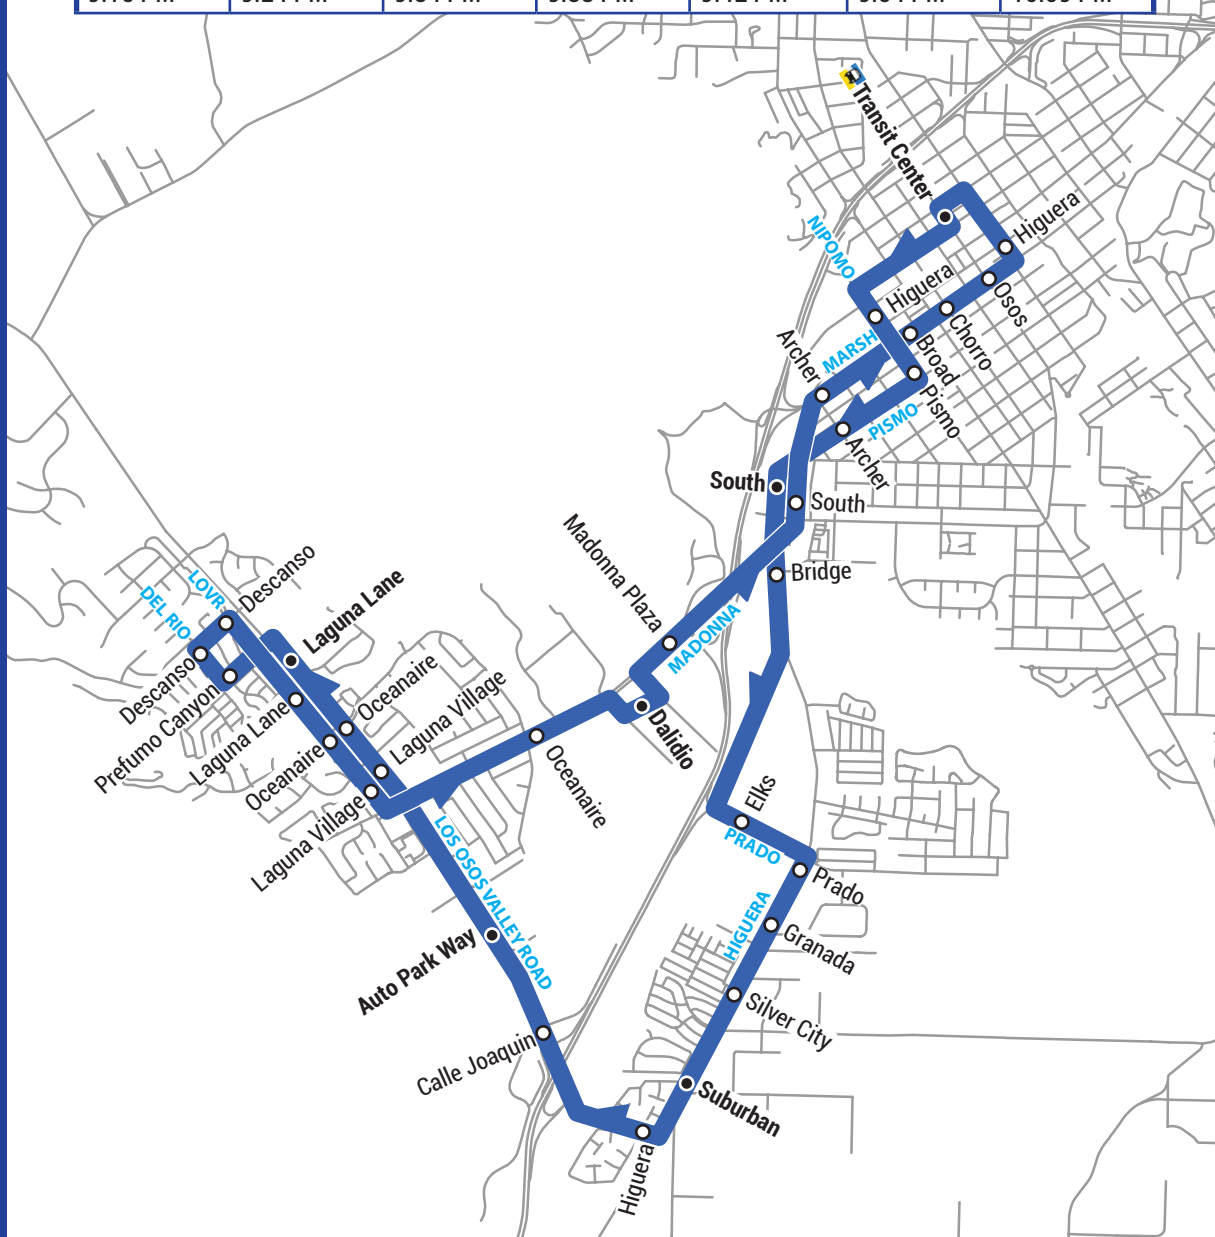 Transit Center
Higuera
NIPOMO
Higuera
Osos
Chorro
MARSH
Archer
Broad
Pismo
PISMO
Archer
South
South
Madonna Plaza
Bridge
MADONNA
Descanso
LOVR
DEL RIO
Laguna Lane
Descanso
Prefumo Canyon
Oceanaire
Laguna Village
Laguna Lane
Oceanaire
Laguna Village
Dalidio
Oceanaire
Elks
PRADO
Prado
LOS OSOS VALLEY ROAD
HIGUERA
Granada
Auto Park Way
Silver City
Calle Joaquin
Suburban
Higuera